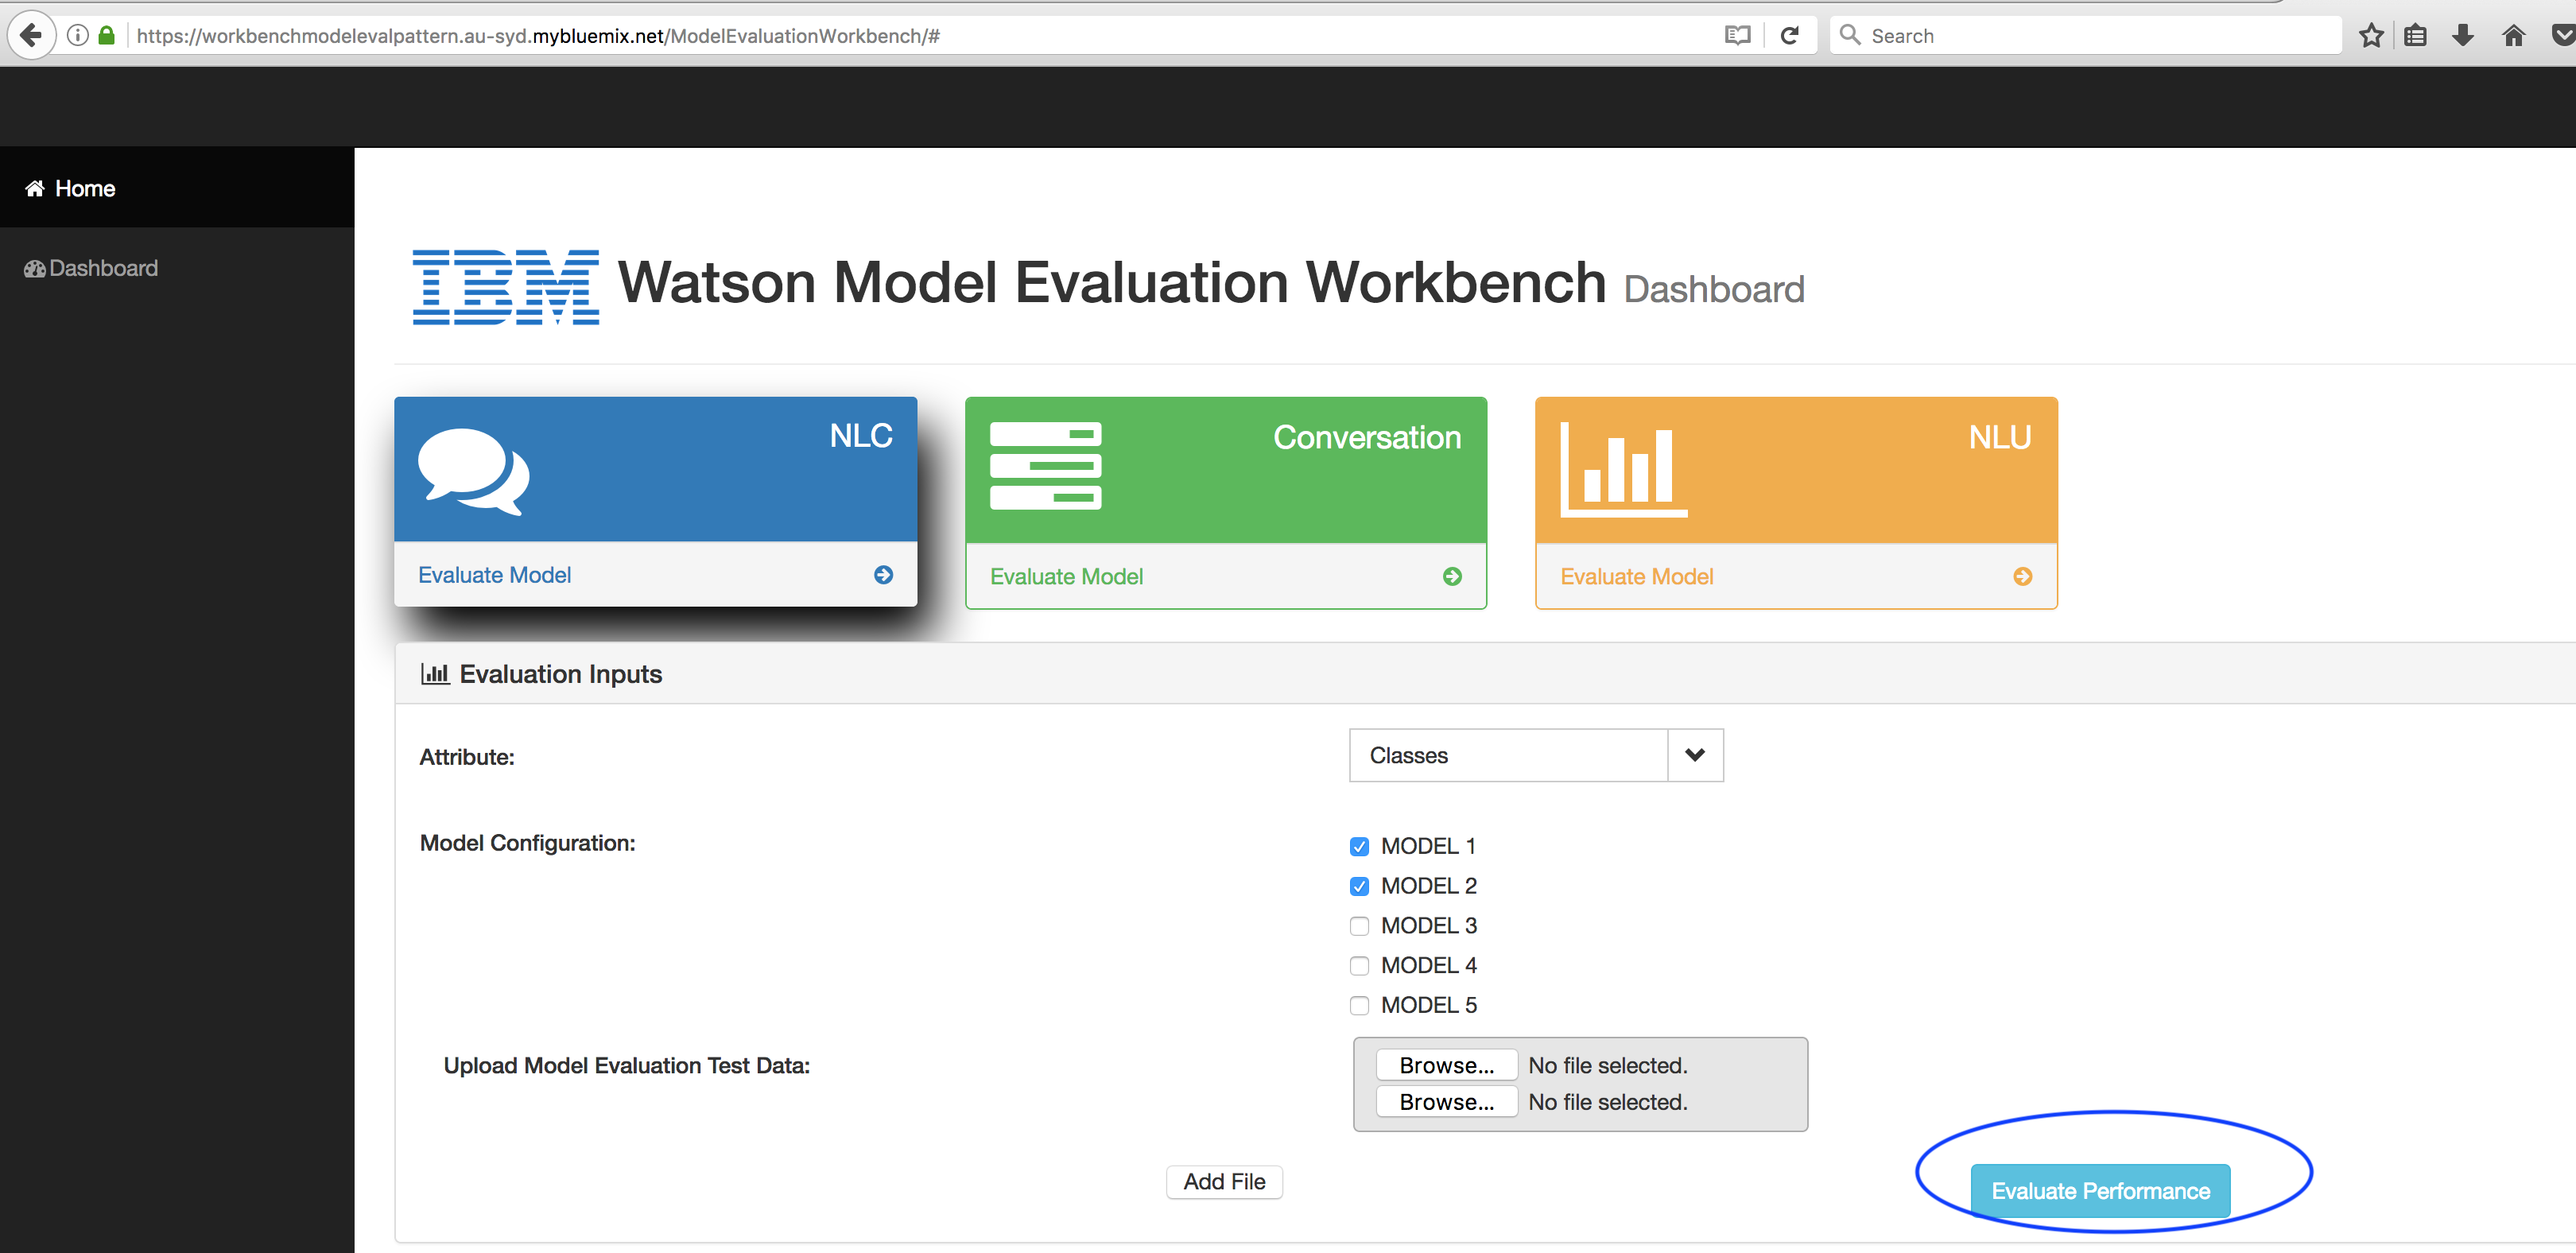 https://workbenchmodelevalpattern.au-syd.mybluemix.net/ModelEvaluationWorkbench/#
Search
Home
Dashboard
IBM Watson Model Evaluation Workbench Dashboard
NLC
Evaluate Model
Conversation
Evaluate Model
NLU
Evaluate Model
Evaluation Inputs
Attribute:
Classes
Model Configuration:
MODEL 1
MODEL 2
MODEL 3
MODEL 4
MODEL 5
Upload Model Evaluation Test Data:
Browse... No file selected.
Browse... No file selected.
Add File
Evaluate Performance